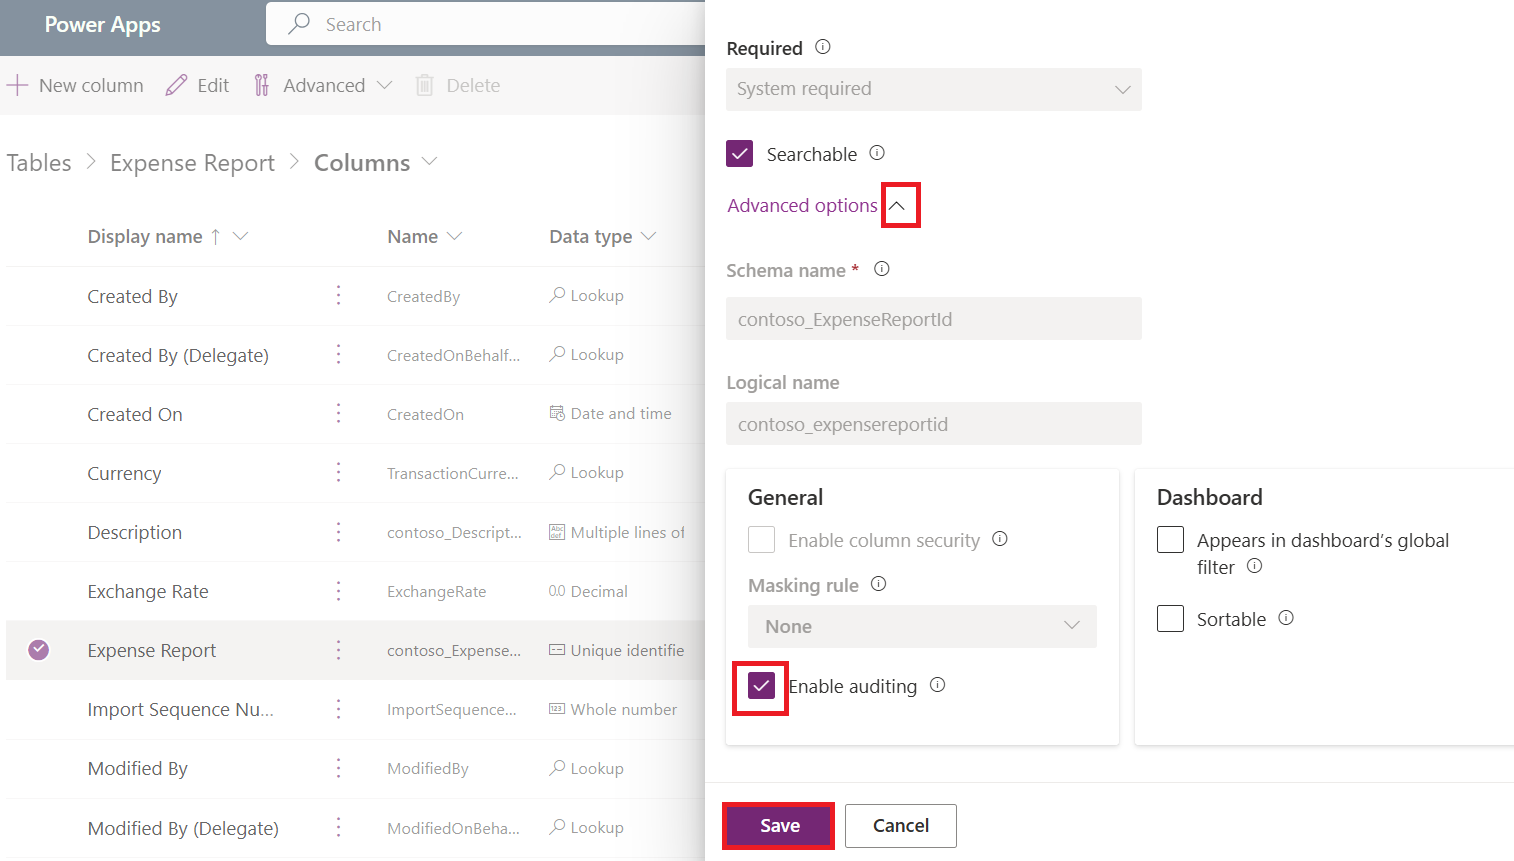 Power Apps
Search
New column
Edit
Advanced
Delete
Tables > Expense Report > Columns
Display name ↑
Name
Data type
Created By
CreatedBy
Lookup
Created By (Delegate)
CreatedOnBehalf...
Lookup
Created On
CreatedOn
Date and time
Currency
TransactionCurre...
Lookup
Description
contoso_Descript...
Abc
def
Multiple lines of
Exchange Rate
ExchangeRate
0.0 Decimal
Expense Report
contoso_Expense...
Unique identifie
Import Sequence Nu...
ImportSequence...
123 Whole number
Modified By
ModifiedBy
Lookup
Modified By (Delegate)
ModifiedOnBeha...
Lookup
Required
System required
Searchable
Advanced options
Schema name *
contoso_ExpenseReportId
Logical name
contoso_expensereportid
General
Enable column security
Masking rule
None
Enable auditing
Dashboard
Appears in dashboard's global
filter
Sortable
Save
Cancel